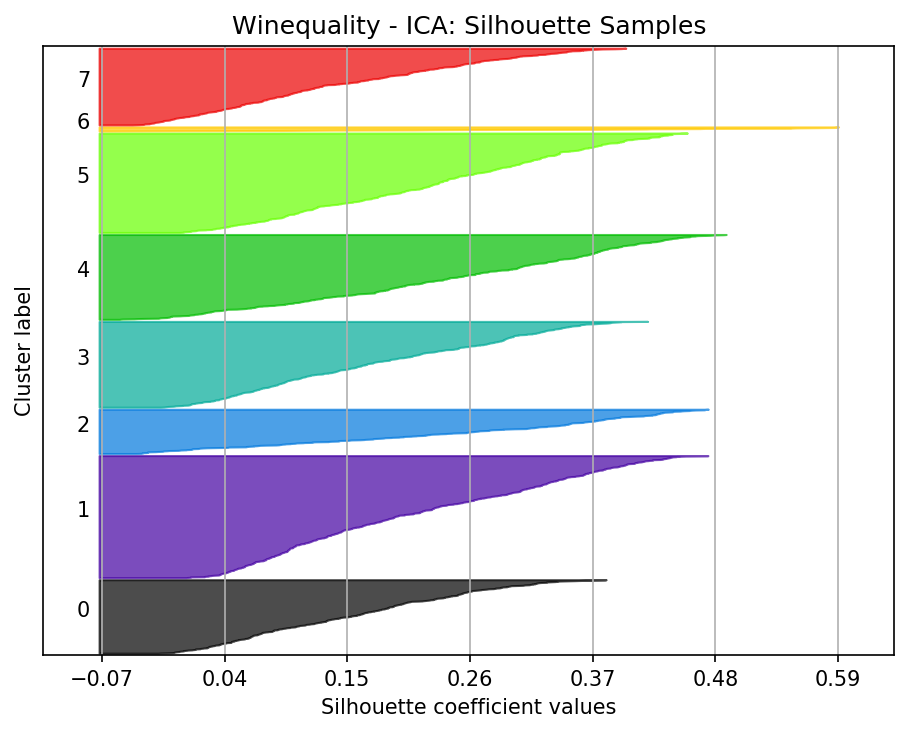 Winequality - ICA: Silhouette Samples
Cluster label
7
6
5
4
3
2
1
0
−0.07 0.04 0.15 0.26 0.37 0.48 0.59
Silhouette coefficient values